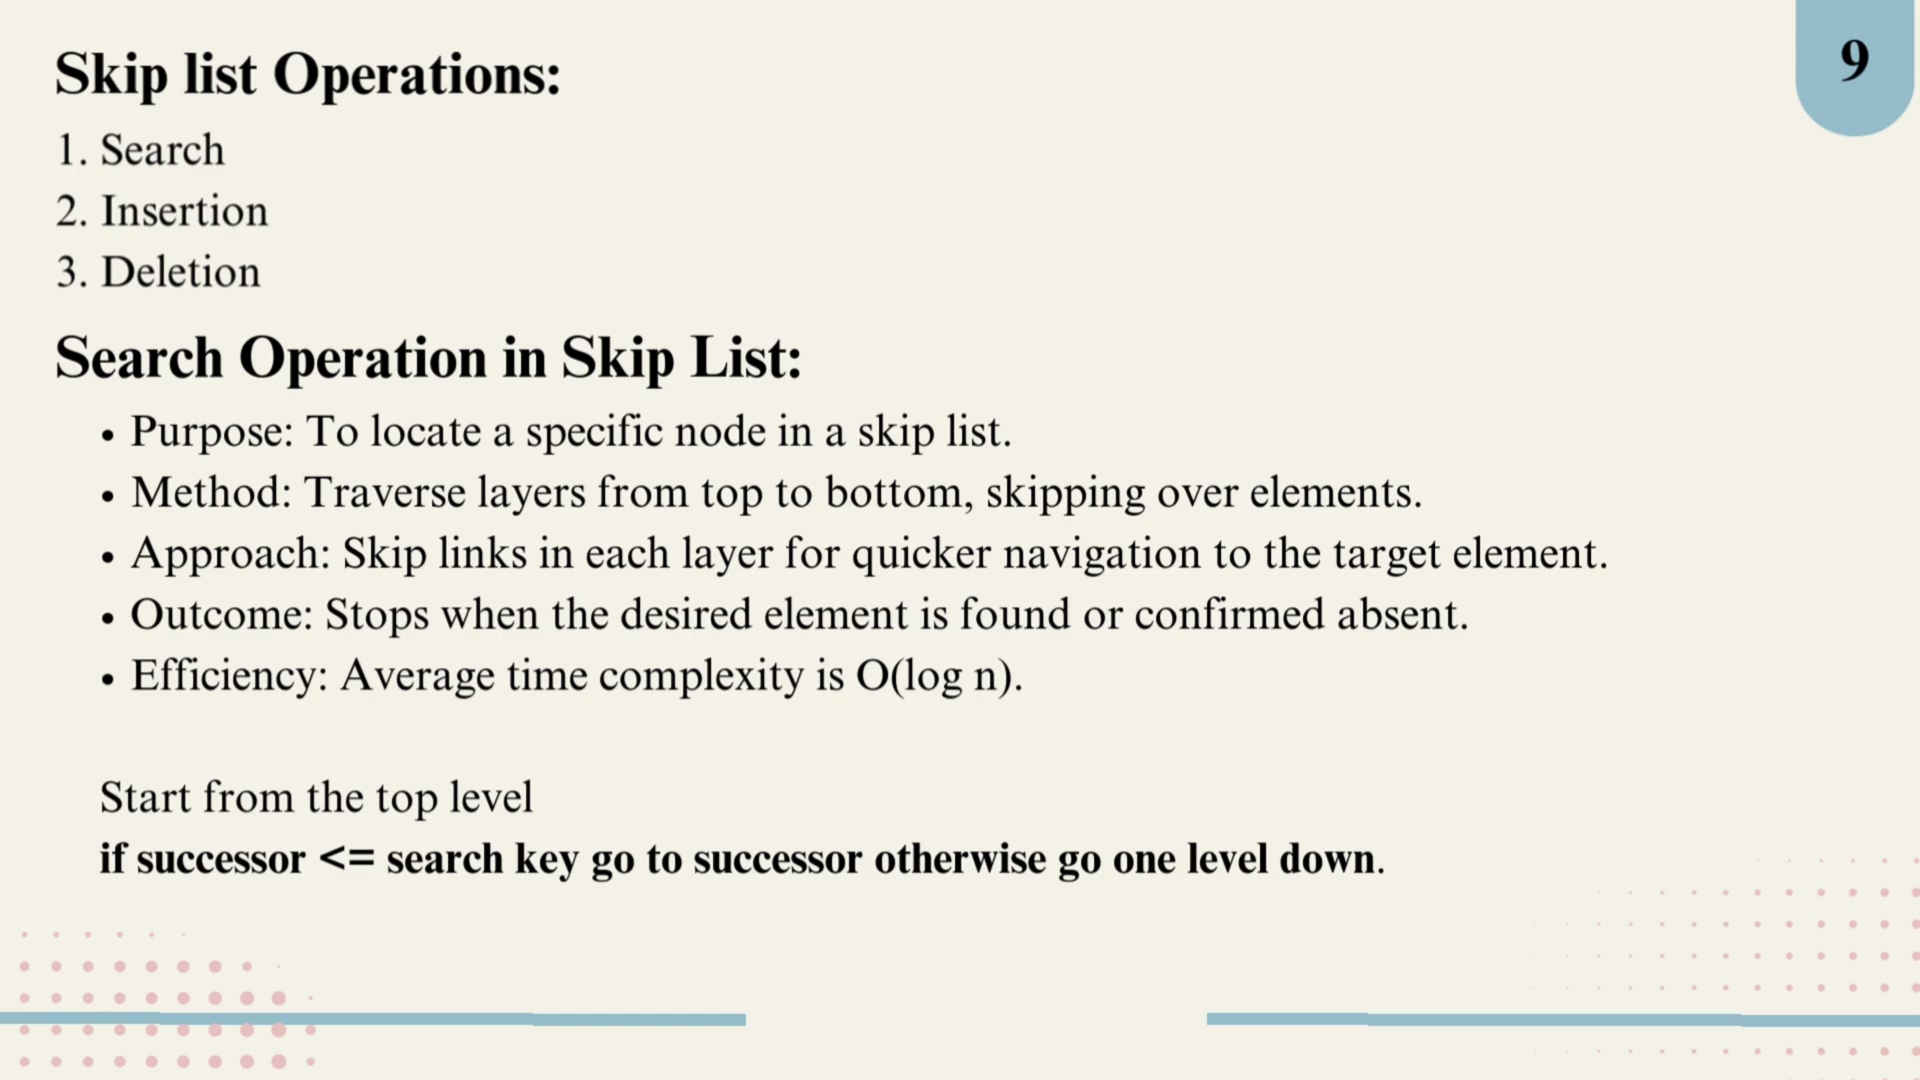 9
Skip list Operations:
1. Search
2. Insertion
3. Deletion
Search Operation in Skip List:
• Purpose: To locate a specific node in a skip list.
• Method: Traverse layers from top to bottom, skipping over elements.
• Approach: Skip links in each layer for quicker navigation to the target element.
• Outcome: Stops when the desired element is found or confirmed absent.
• Efficiency: Average time complexity is O(log n).
Start from the top level
if successor <= search key go to successor otherwise go one level down.